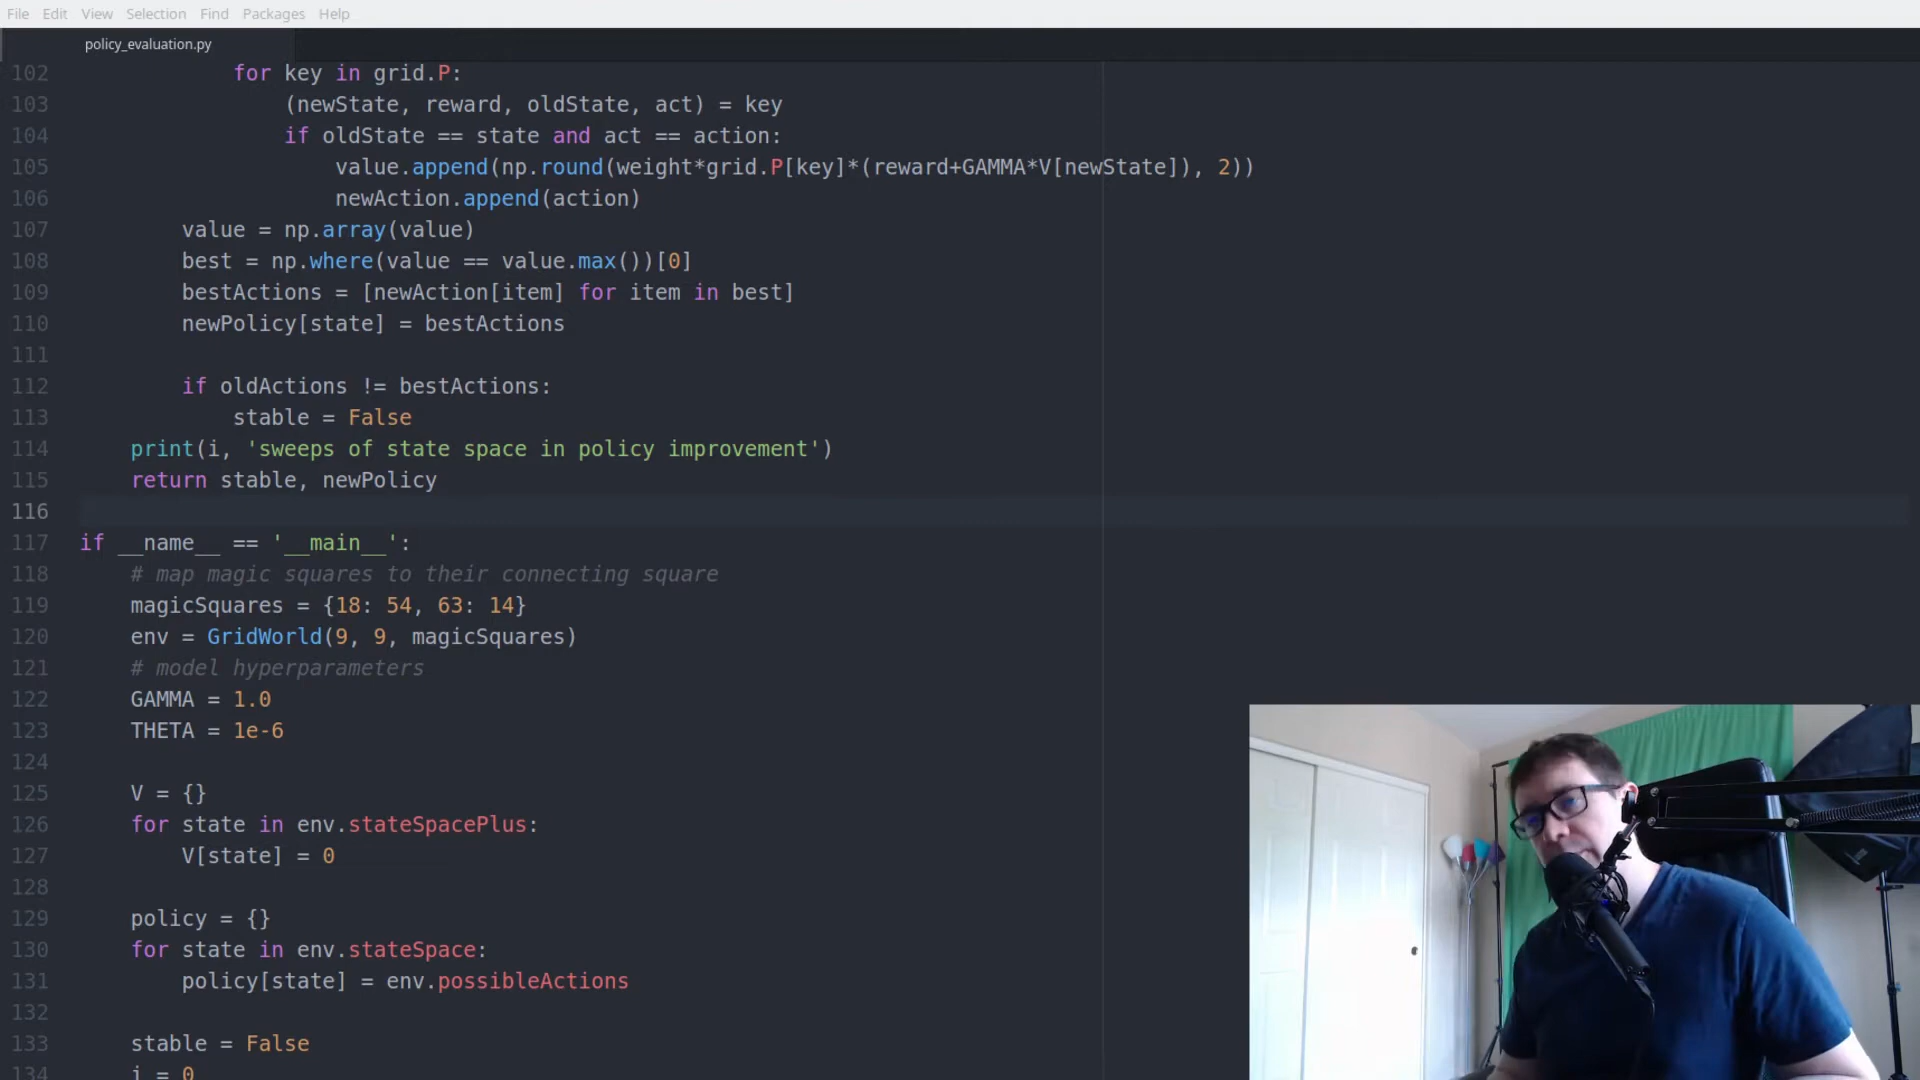 File Edit View Selection Find Packages Help
policy_evaluation.py
102 for key in grid.P:
103 (newState, reward, oldState, act) = key
104 if oldState == state and act == action:
105 value.append(np.round(weight*grid.P[key]*(reward+GAMMA*V[newState]), 2))
106 newAction.append(action)
107 value = np.array(value)
108 best = np.where(value == value.max())[0]
109 bestActions = [newAction[item] for item in best]
110 newPolicy[state] = bestActions
111
112 if oldActions != bestActions:
113 stable = False
114 print(i, 'sweeps of state space in policy improvement')
115 return stable, newPolicy
116
117 if __name__ == '__main__':
118 # map magic squares to their connecting square
119 magicSquares = {18: 54, 63: 14}
120 env = GridWorld(9, 9, magicSquares)
121 # model hyperparameters
122 GAMMA = 1.0
123 THETA = 1e-6
124
125 V = {}
126 for state in env.stateSpacePlus:
127 V[state] = 0
128
129 policy = {}
130 for state in env.stateSpace:
131 policy[state] = env.possibleActions
132
133 stable = False
134 i = 0